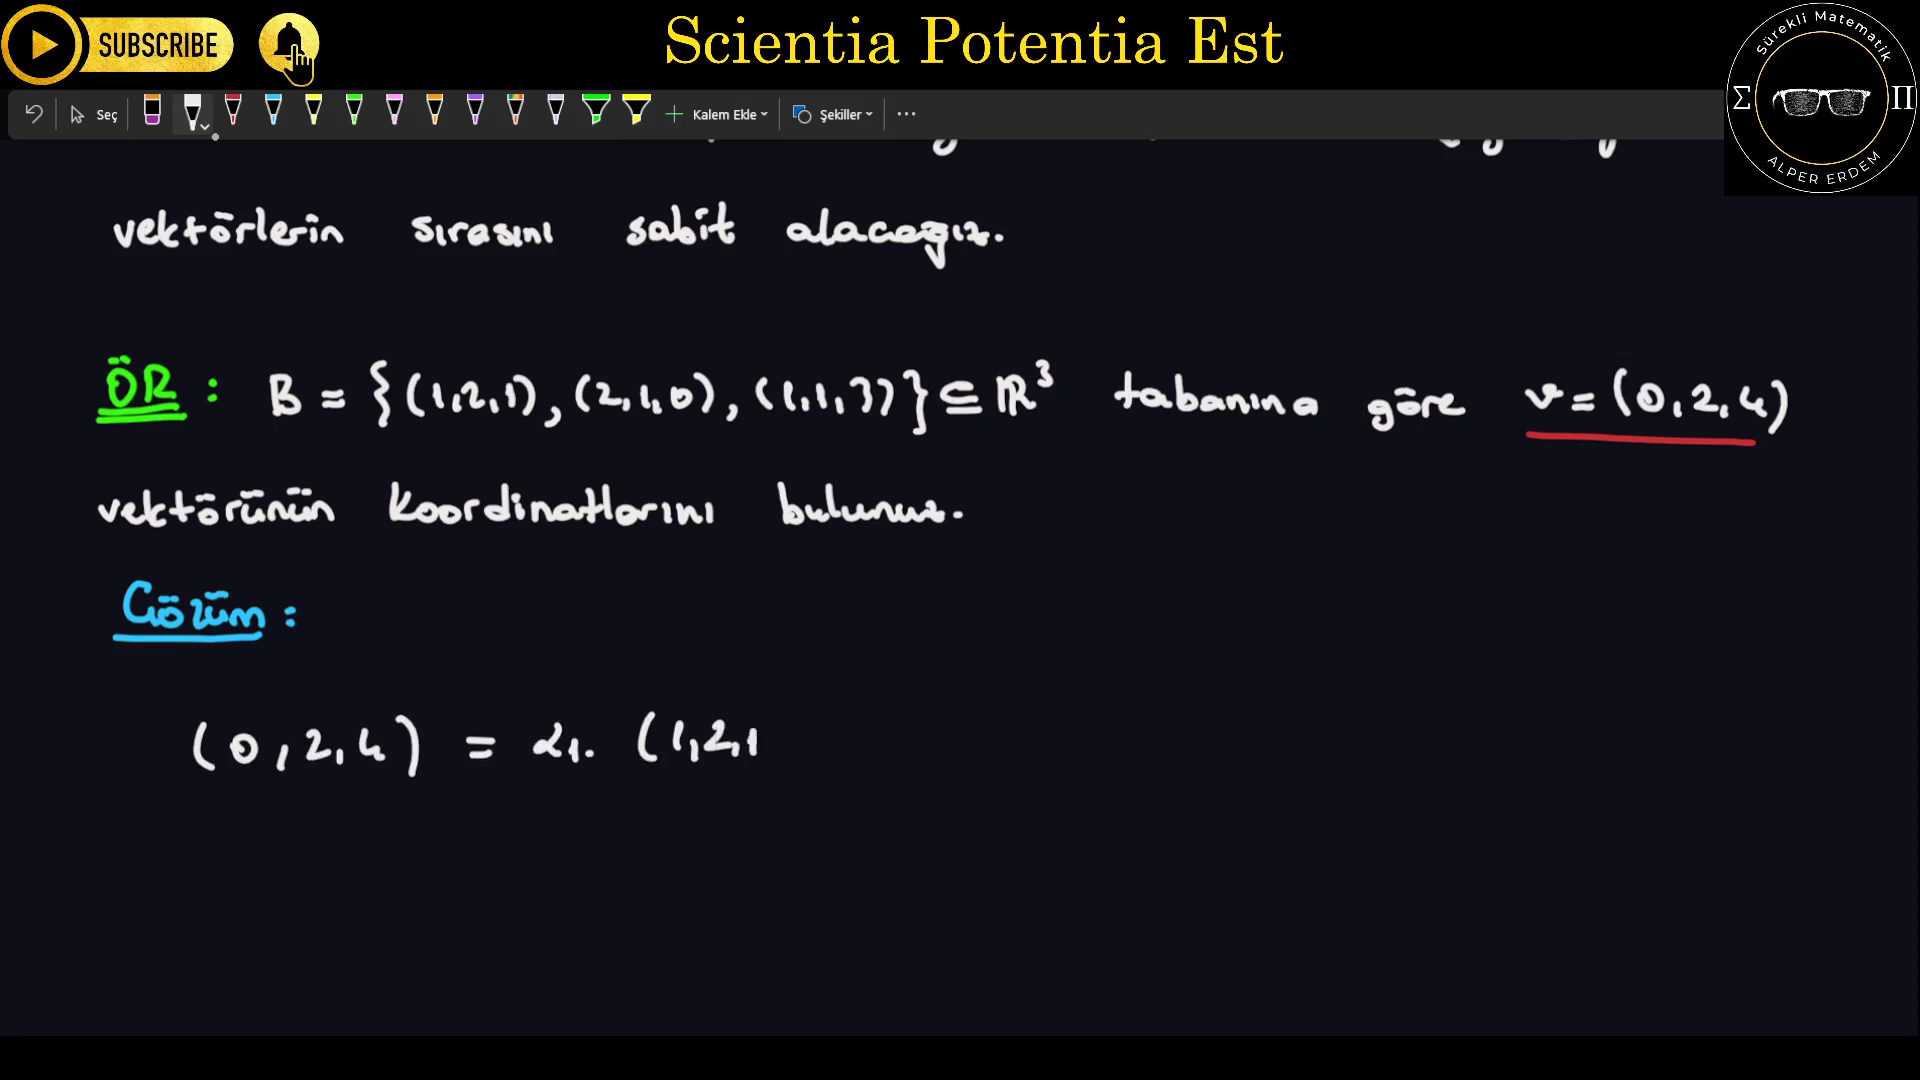 SUBSCRIBE
Scientia Potentia Est
Sürekli Matematik
Σ Π
ALPER ERDEM
Seç
Kalem Ekle
Şekiller
vektörlerin sırasını sabit alacağız.
ÖR : B = {(1,2,1), (2,1,0), (1,1,3)} ⊆ ℝ³ tabanına göre v = (0,2,4)
vektörünün koordinatlarını bulunuz.
Çözüm :
(0,2,4) = α₁. (1,2,1